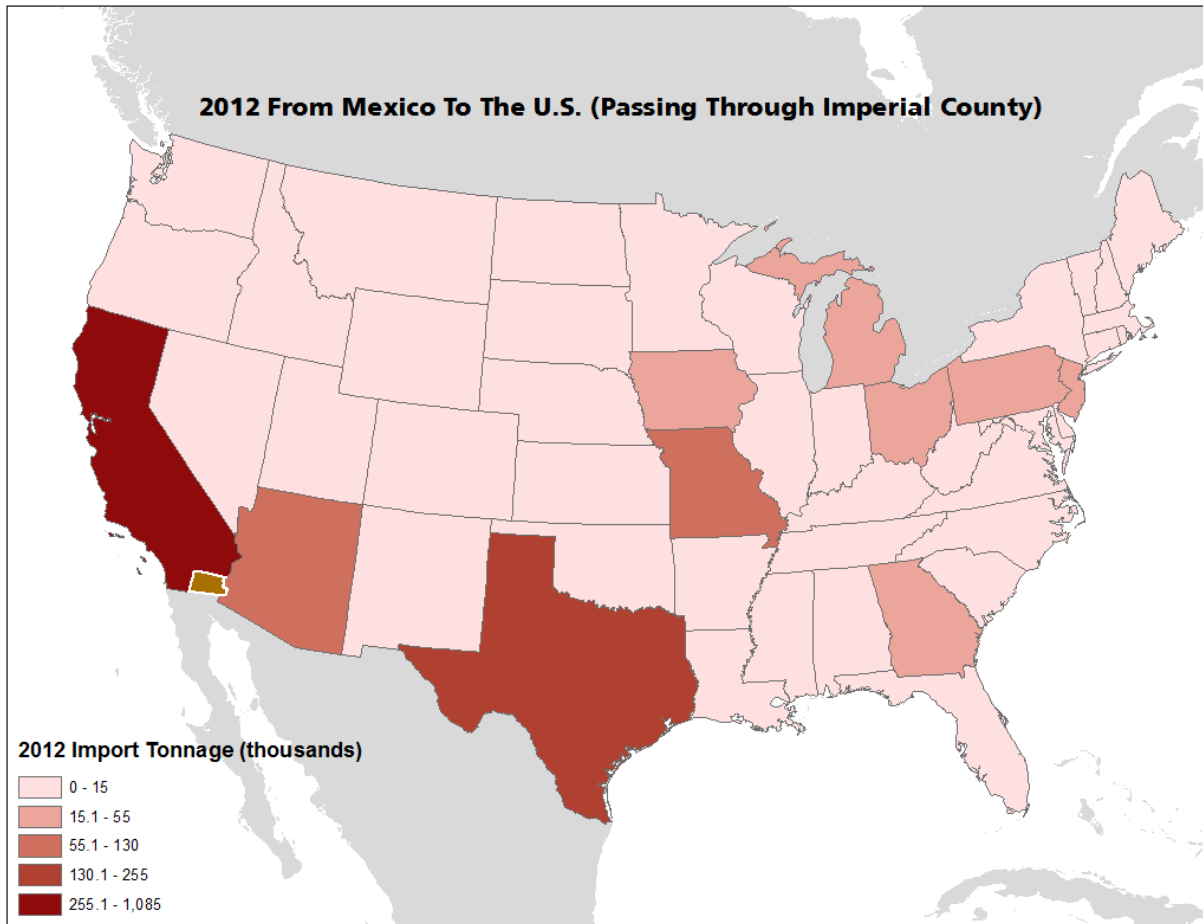 2012 From Mexico To The U.S. (Passing Through Imperial County)
2012 Import Tonnage (thousands)
0 - 15
15.1 - 55
55.1 - 130
130.1 - 255
255.1 - 1,085